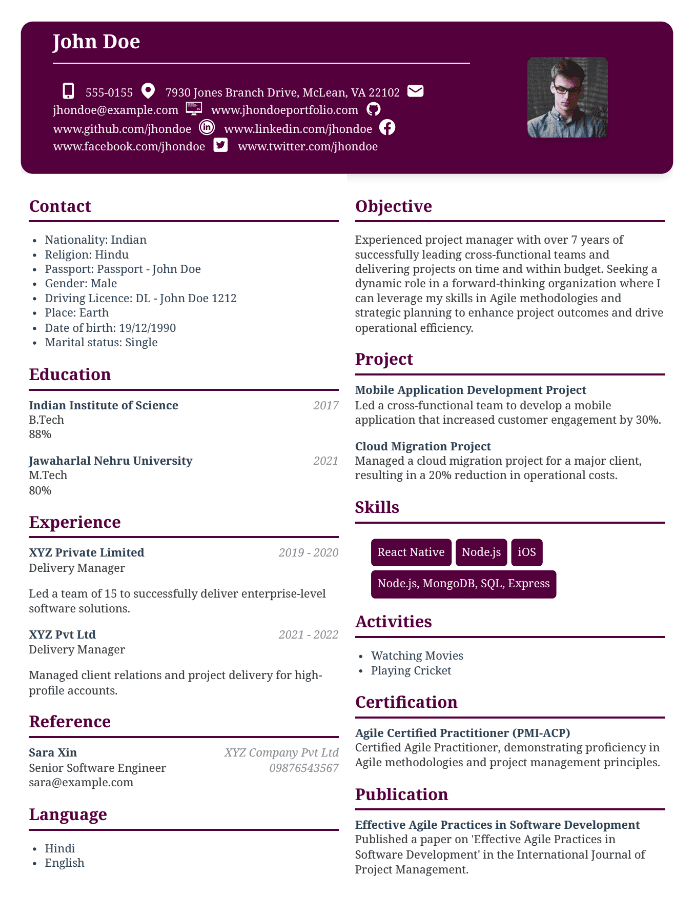 John Doe
555-0155 7930 Jones Branch Drive, McLean, VA 22102
jhondoe@example.com www.jhondoeportfolio.com
www.github.com/jhondoe www.linkedin.com/jhondoe
www.facebook.com/jhondoe www.twitter.com/jhondoe
Contact
• Nationality: Indian
• Religion: Hindu
• Passport: Passport - John Doe
• Gender: Male
• Driving Licence: DL - John Doe 1212
• Place: Earth
• Date of birth: 19/12/1990
• Marital status: Single
Education
Indian Institute of Science 2017
B.Tech
88%
Jawaharlal Nehru University 2021
M.Tech
80%
Experience
XYZ Private Limited 2019 - 2020
Delivery Manager
Led a team of 15 to successfully deliver enterprise-level
software solutions.
XYZ Pvt Ltd 2021 - 2022
Delivery Manager
Managed client relations and project delivery for high-
profile accounts.
Reference
Sara Xin XYZ Company Pvt Ltd
Senior Software Engineer 09876543567
sara@example.com
Language
• Hindi
• English
Objective
Experienced project manager with over 7 years of
successfully leading cross-functional teams and
delivering projects on time and within budget. Seeking a
dynamic role in a forward-thinking organization where I
can leverage my skills in Agile methodologies and
strategic planning to enhance project outcomes and drive
operational efficiency.
Project
Mobile Application Development Project
Led a cross-functional team to develop a mobile
application that increased customer engagement by 30%.
Cloud Migration Project
Managed a cloud migration project for a major client,
resulting in a 20% reduction in operational costs.
Skills
React Native Node.js iOS
Node.js, MongoDB, SQL, Express
Activities
• Watching Movies
• Playing Cricket
Certification
Agile Certified Practitioner (PMI-ACP)
Certified Agile Practitioner, demonstrating proficiency in
Agile methodologies and project management principles.
Publication
Effective Agile Practices in Software Development
Published a paper on 'Effective Agile Practices in
Software Development' in the International Journal of
Project Management.